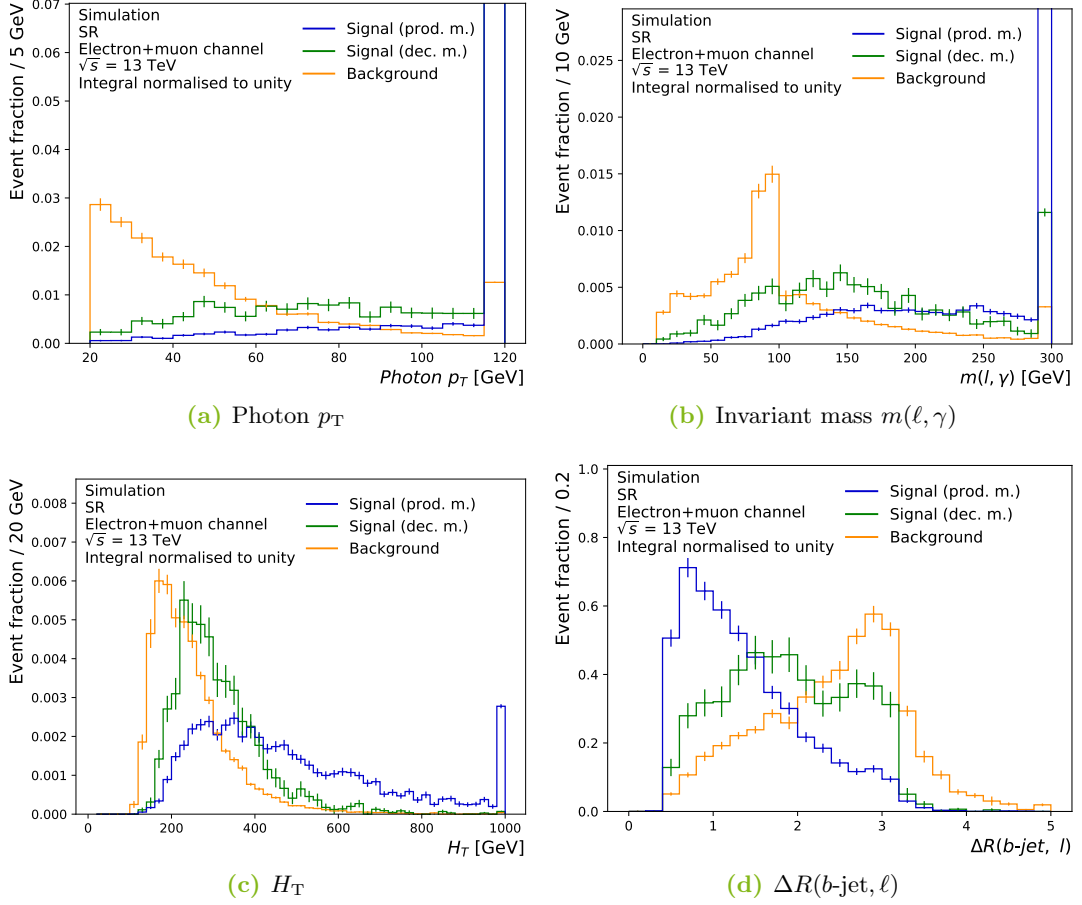 Simulation
SR
Electron+muon channel
√s = 13 TeV
Integral normalised to unity
Signal (prod. m.)
Signal (dec. m.)
Background
Event fraction / 5 GeV
0.07
0.06
0.05
0.04
0.03
0.02
0.01
0.00
20 40 60 80 100 120
Photon p_T [GeV]
(a) Photon p_T
Simulation
SR
Electron+muon channel
√s = 13 TeV
Integral normalised to unity
Signal (prod. m.)
Signal (dec. m.)
Background
Event fraction / 10 GeV
0.025
0.020
0.015
0.010
0.005
0.000
0 50 100 150 200 250 300
m(l, γ) [GeV]
(b) Invariant mass m(ℓ, γ)
Simulation
SR
Electron+muon channel
√s = 13 TeV
Integral normalised to unity
Signal (prod. m.)
Signal (dec. m.)
Background
Event fraction / 20 GeV
0.008
0.007
0.006
0.005
0.004
0.003
0.002
0.001
0.000
0 200 400 600 800 1000
H_T [GeV]
(c) H_T
Simulation
SR
Electron+muon channel
√s = 13 TeV
Integral normalised to unity
Signal (prod. m.)
Signal (dec. m.)
Background
Event fraction / 0.2
1.0
0.8
0.6
0.4
0.2
0.0
0 1 2 3 4 5
ΔR(b-jet, l)
(d) ΔR(b-jet, ℓ)